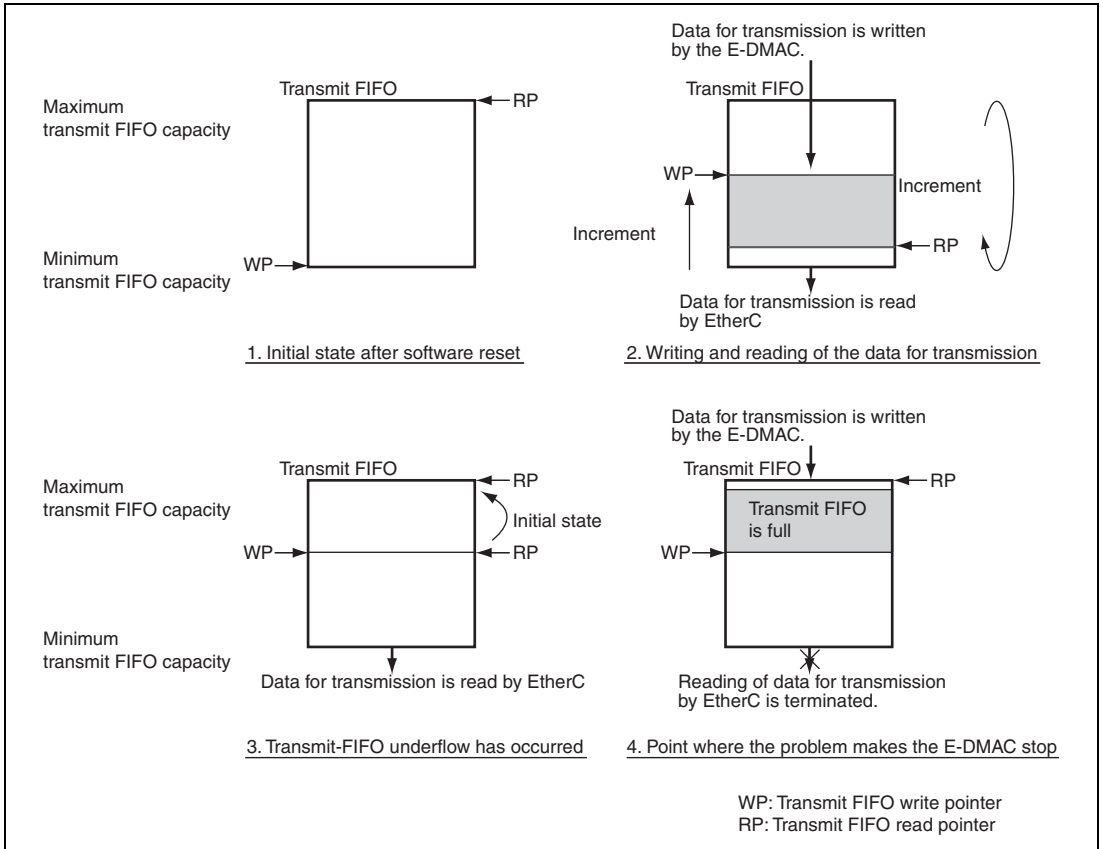 Transmit FIFO
RP
Maximum
transmit FIFO capacity
Minimum
transmit FIFO capacity
WP
1. Initial state after software reset
Data for transmission is written
by the E-DMAC.
Transmit FIFO
WP
Increment
Increment
RP
Data for transmission is read
by EtherC
2. Writing and reading of the data for transmission
Transmit FIFO
RP
Maximum
transmit FIFO capacity
Initial state
WP
RP
Minimum
transmit FIFO capacity
Data for transmission is read by EtherC
3. Transmit-FIFO underflow has occurred
Data for transmission is written
by the E-DMAC.
Transmit FIFO
RP
Transmit FIFO
is full
WP
Reading of data for transmission
by EtherC is terminated.
4. Point where the problem makes the E-DMAC stop
WP: Transmit FIFO write pointer
RP: Transmit FIFO read pointer